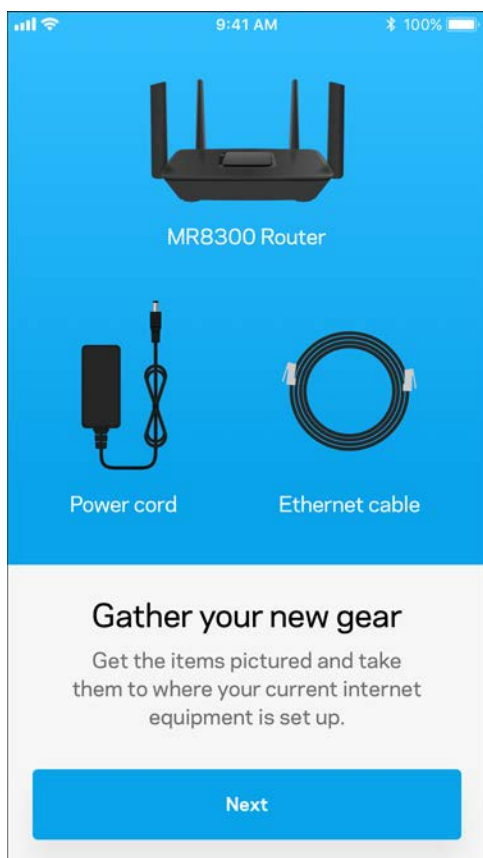 9:41 AM
100%
MR8300 Router
Power cord
Ethernet cable
Gather your new gear
Get the items pictured and take
them to where your current internet
equipment is set up.
Next